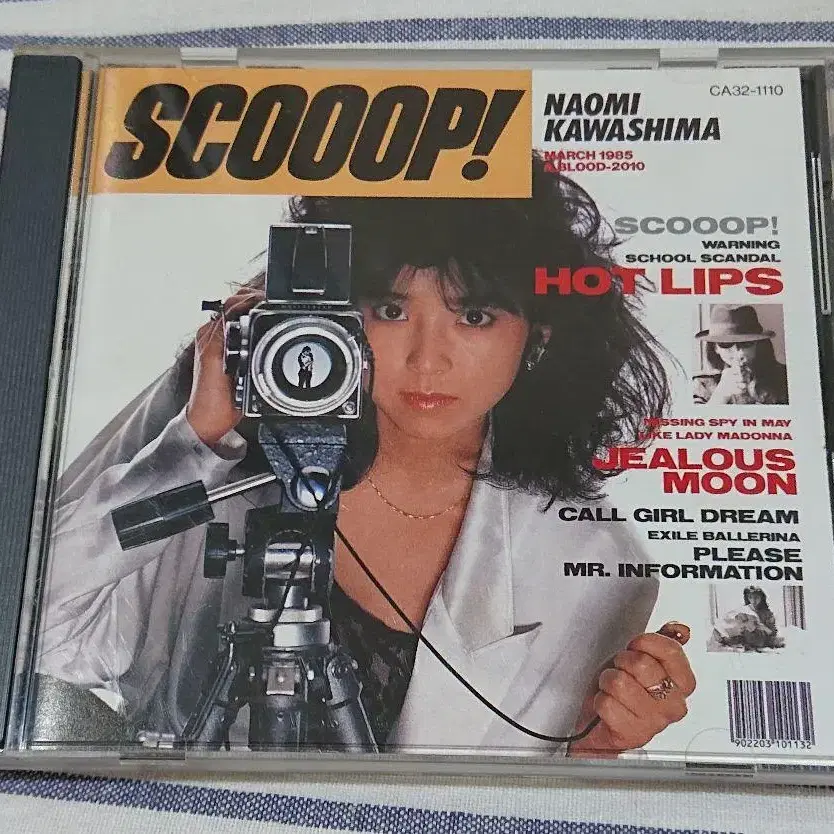 SCOOOP!
NAOMI
KAWASHIMA
CA32-1110
MARCH 1985
BLOOD-2010
SCOOOP!
WARNING
SCHOOL SCANDAL
HOT LIPS
MISSING SPY IN MAY
LIKE LADY MADONNA
JEALOUS
MOON
CALL GIRL DREAM
EXILE BALLERINA
PLEASE
MR. INFORMATION
902203101132